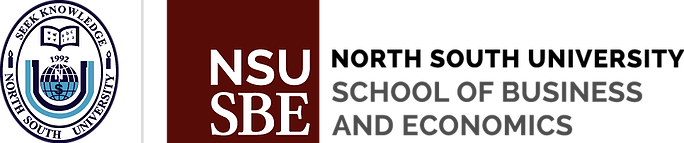 SEEK KNOWLEDGE
1992
N
S
NORTH SOUTH UNIVERSITY
NSU
SBE
NORTH SOUTH UNIVERSITY
SCHOOL OF BUSINESS
AND ECONOMICS